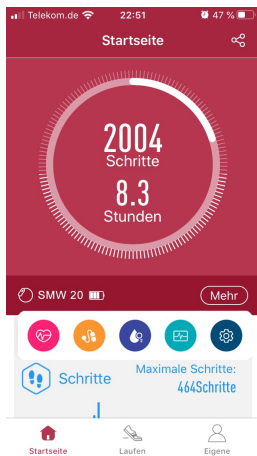 Telekom.de 22:51 47 %
Startseite
2004
Schritte
8.3
Stunden
SMW 20 Mehr
Schritte
Maximale Schritte:
464Schritte
Startseite Laufen Eigene